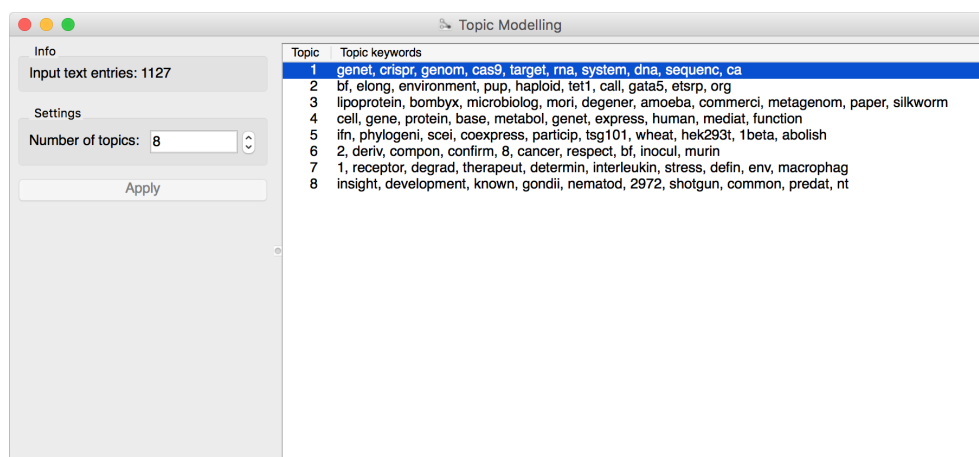 Topic Modelling
Info
Input text entries: 1127
Settings
Number of topics: 8
Apply
Topic Topic keywords
1 genet, crispr, genom, cas9, target, rna, system, dna, sequenc, ca
2 bf, elong, environment, pup, haploid, tet1, call, gata5, etsrp, org
3 lipoprotein, bombyx, microbiolog, mori, degener, amoeba, commerci, metagenom, paper, silkworm
4 cell, gene, protein, base, metabol, genet, express, human, mediat, function
5 ifn, phylogeni, scei, coexpress, particip, tsg101, wheat, hek293t, 1beta, abolish
6 2, deriv, compon, confirm, 8, cancer, respect, bf, inocul, murin
7 1, receptor, degrad, therapeut, determin, interleukin, stress, defin, env, macrophag
8 insight, development, known, gondii, nematod, 2972, shotgun, common, predat, nt